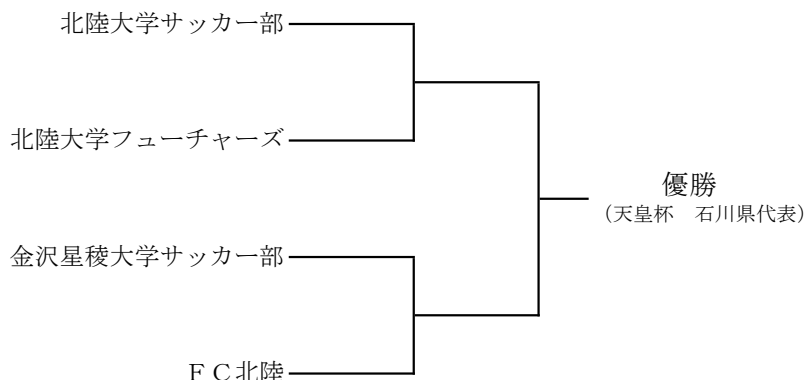 北陸大学サッカー部
北陸大学フューチャーズ
優勝
（天皇杯　石川県代表）
金沢星稜大学サッカー部
ＦＣ北陸